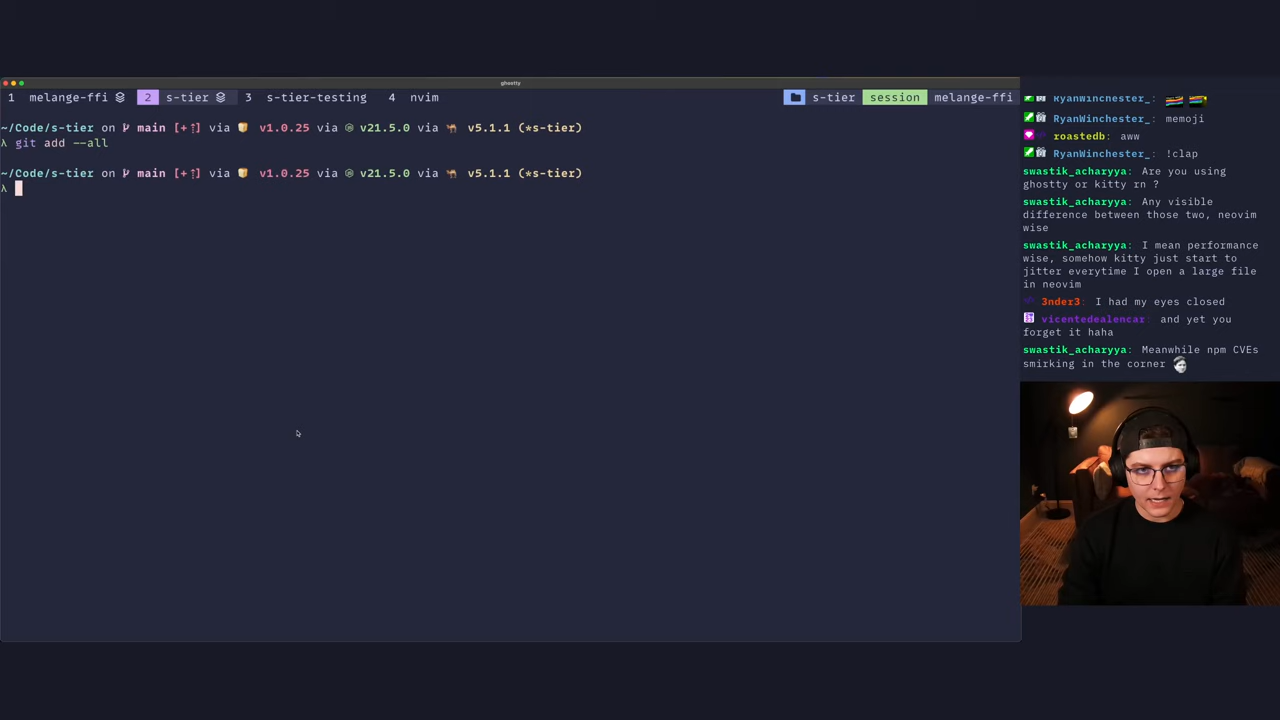 ghostty
1 melange-ffi 2 s-tier 3 s-tier-testing 4 nvim s-tier session melange-ffi
~/Code/s-tier on main [+⇡] via v1.0.25 via v21.5.0 via v5.1.1 (*s-tier)
λ git add --all
~/Code/s-tier on main [+⇡] via v1.0.25 via v21.5.0 via v5.1.1 (*s-tier)
λ
RyanWinchester_:
RyanWinchester_: memoji
roastedb: aww
RyanWinchester_: !clap
swastik_acharyya: Are you using
ghostty or kitty rn ?
swastik_acharyya: Any visible
difference between those two, neovim
wise
swastik_acharyya: I mean performance
wise, somehow kitty just start to
jitter everytime I open a large file
in neovim
3nder3: I had my eyes closed
vicentedealencar: and yet you
forget it haha
swastik_acharyya: Meanwhile npm CVEs
smirking in the corner